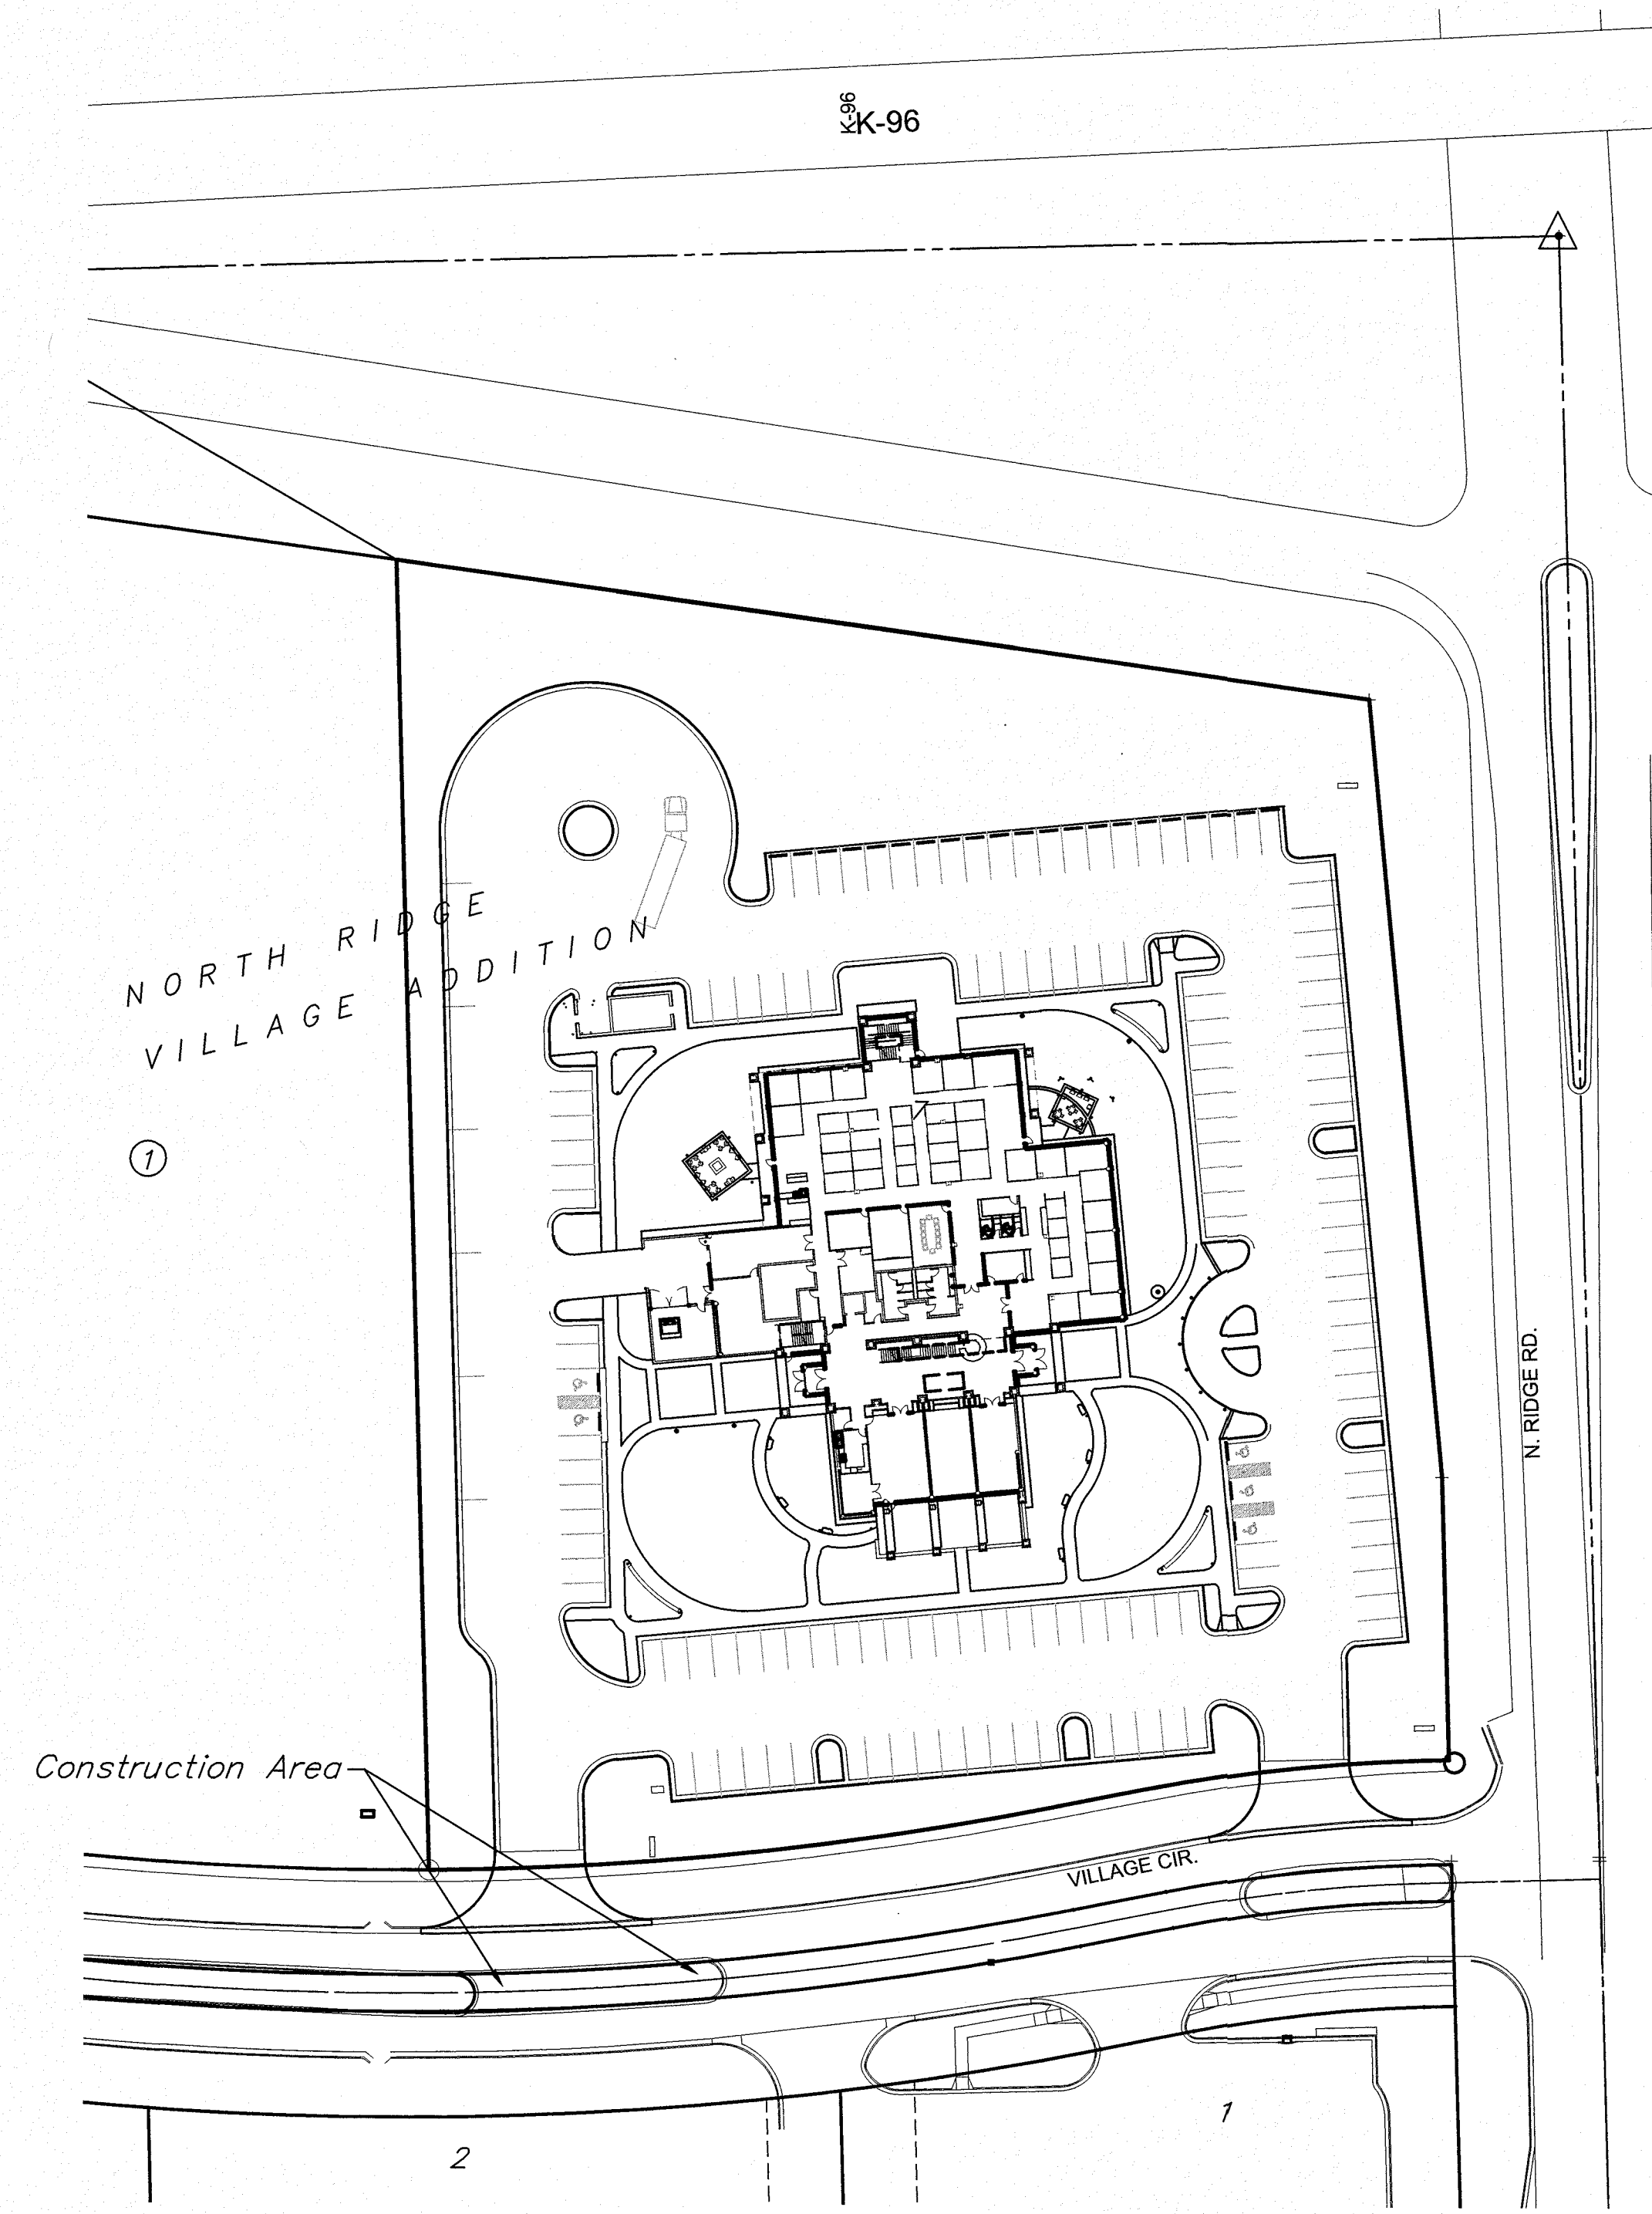 K-96
K-96
NORTH RIDGE
VILLAGE ADDITION
1
N. RIDGE RD.
Construction Area
VILLAGE CIR.
1
2